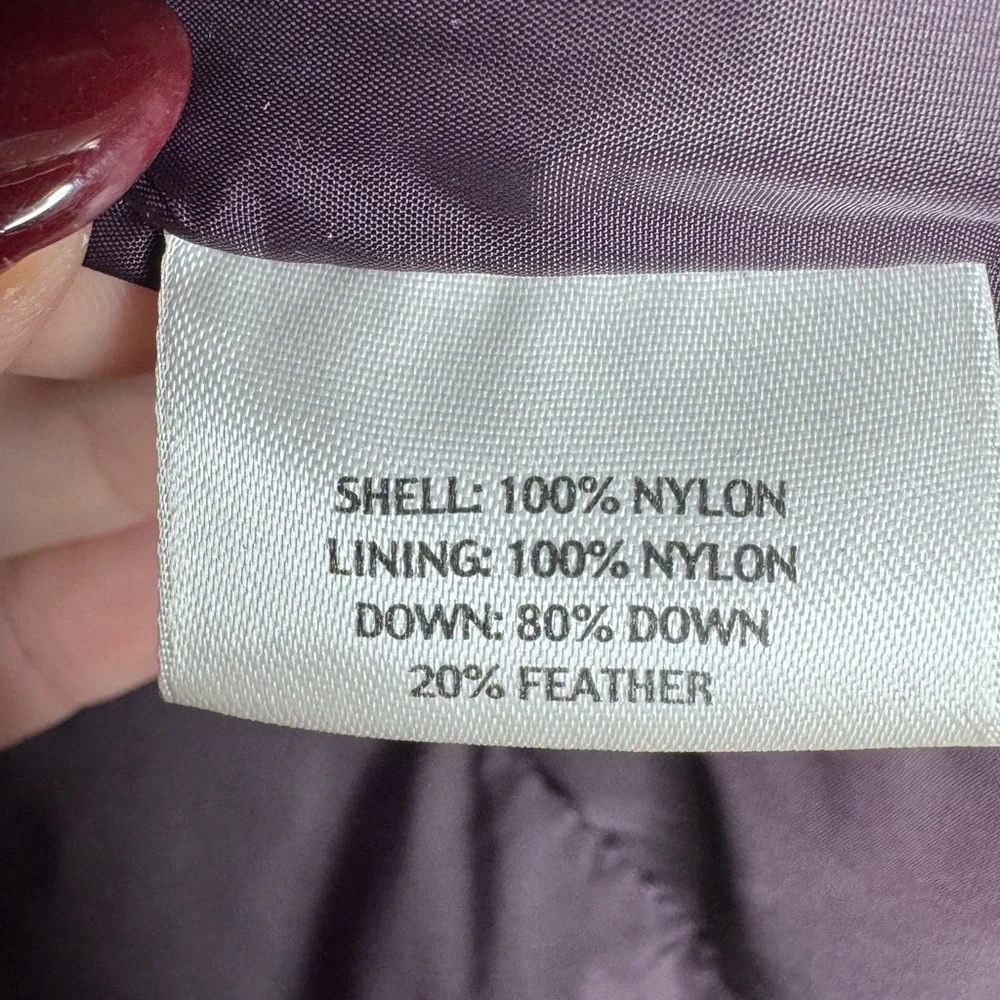 SHELL: 100% NYLON
LINING: 100% NYLON
DOWN: 80% DOWN
20% FEATHER